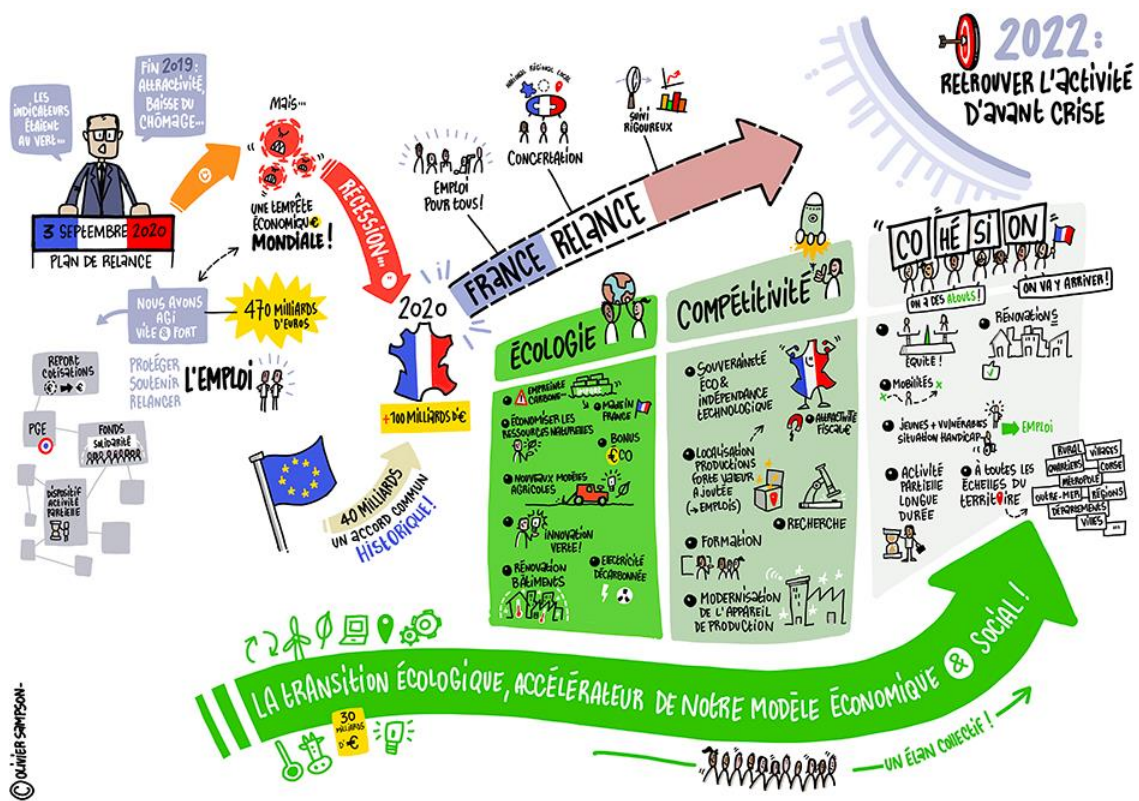 LES
INDICATEURS
ÉTAIENT
AU VERT...
FIN 2019:
ATTRACTIVITÉ,
BAISSE DU
CHÔMAGE...
3 SEPTEMBRE 2020
PLAN DE RELANCE
MAIS...
UNE TEMPÊTE
ÉCONOMIQU€
MONDIALE!
RÉCESSION...
NOUS AVONS
AGI
VITE & FORT
470 MILLIARDS
D'EUROS
PROTÉGER
SOUTENIR
RELANCER
L'EMPLOI
REPORT
COTISATIONS
€ → €
PGE
FONDS
SOLIDARITÉ
DISPOSITIF
ACTIVITÉ
PARTIELLE
2020
+100 MILLIARDS D'€
40 MILLIARDS
UN ACCORD COMMUN
HISTORIQUE!
EMPLOI
POUR TOUS!
NATIONAL RÉGIONAL LOCAL
CONCERTATION
SUIVI
RIGOUREUX
FRANCE RELANCE
2022:
RETROUVER L'ACTIVITÉ
D'AVANT CRISE
ÉCOLOGIE
EMPREINTE
CARBONE
MADE IN
FRANCE!
ÉCONOMISER LES
RESSOURCES NATURELLES
BONUS
€CO
NOUVEAUX MODÈLES
AGRICOLES
INNOVATION
VERTE!
RÉNOVATION
BÂTIMENTS
ELECTRICITÉ
DÉCARBONNÉE
COMPÉTITIVITÉ
SOUVERAINETÉ
ÉCO &
INDÉPENDANCE
TECHNOLOGIQUE
ATTRACTIVITÉ
FISCALE
LOCALISATION
PRODUCTIONS
FORTE VALEUR
AJOUTÉE
(→ EMPLOIS)
RECHERCHE
FORMATION
MODERNISATION
DE L'APPAREIL
DE PRODUCTION
"COHÉSION"
ON A DES ATOUTS!
ON VA Y ARRIVER!
ÉQUITÉ!
RÉNOVATIONS
MOBILITÉS
JEUNES + VULNÉRABLES
SITUATION HANDICAP
EMPLOI
ACTIVITÉ
PARTIELLE
LONGUE
DURÉE
À TOUTES LES
ÉCHELLES DU
TERRITOIRE
RURAL
VILLAGES
QUARTIERS
CORSE
MÉTROPOLE
OUTRE-MER
RÉGIONS
DÉPARTEMENTS
VILLES
...
LA TRANSITION ÉCOLOGIQUE, ACCÉLÉRATEUR DE NOTRE MODÈLE ÉCONOMIQUE & SOCIAL!
30
MILLIARDS
D'€
UN ÉLAN COLLECTIF!
© OLIVIER SAMPSON-